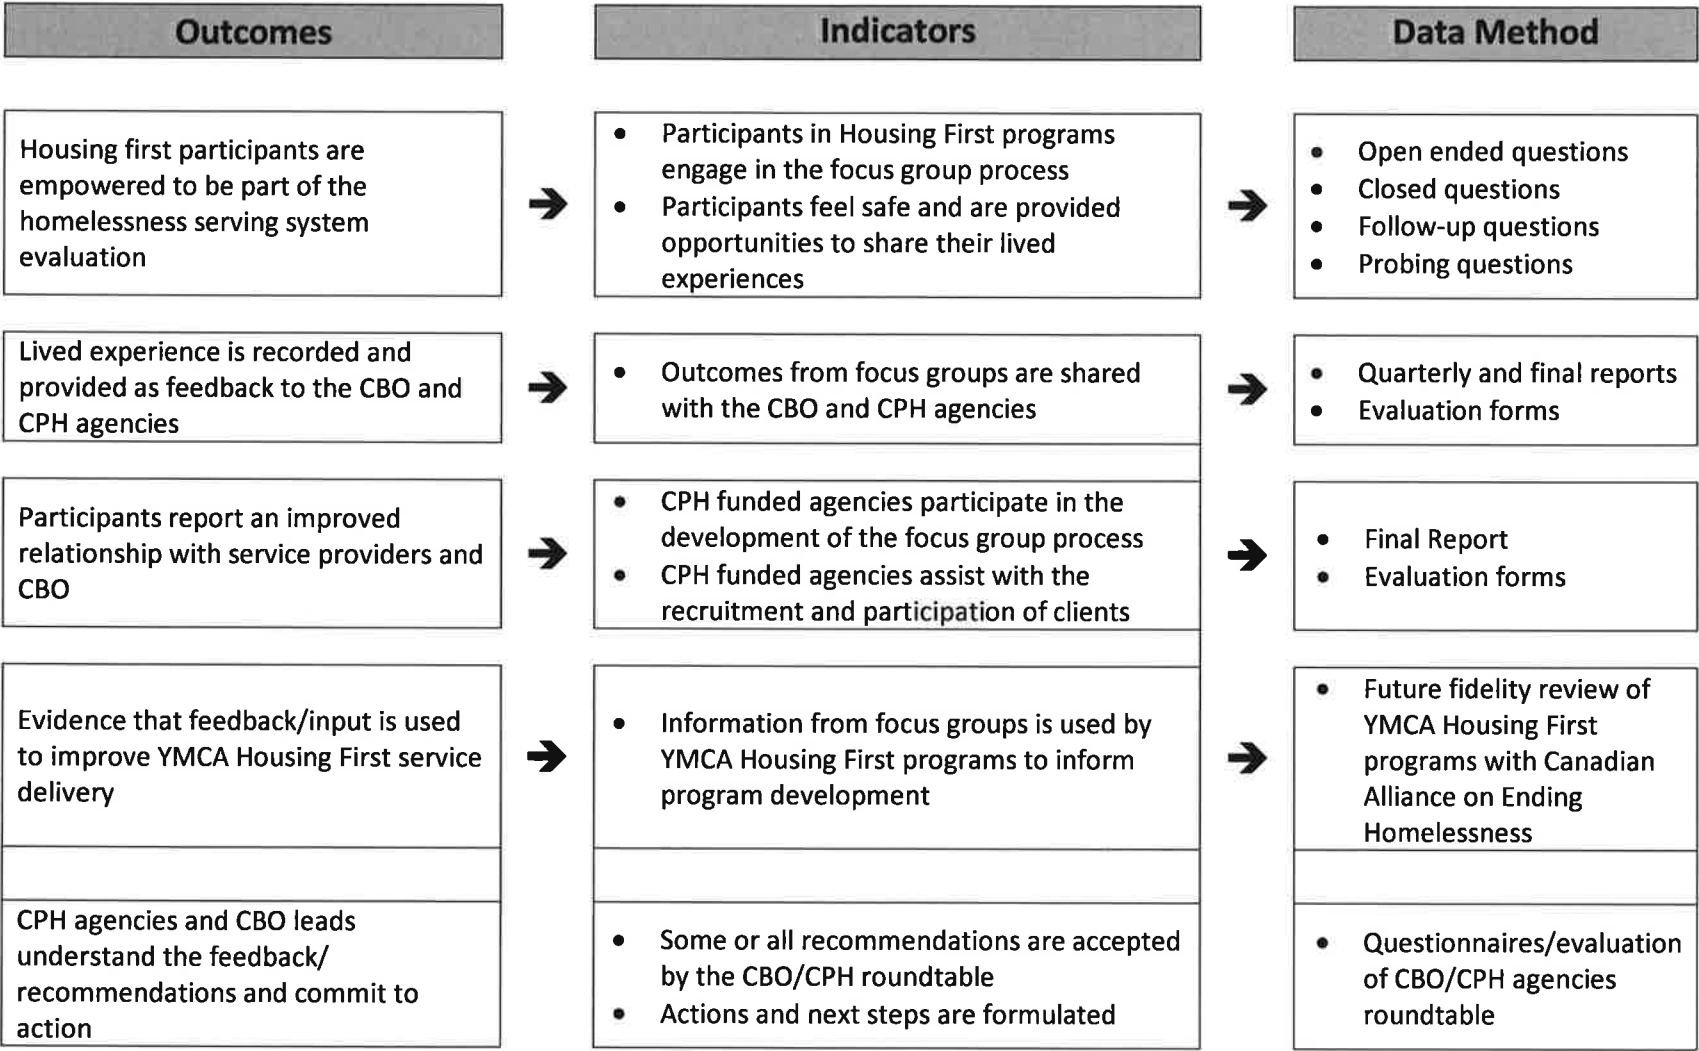 Outcomes
Indicators
Data Method
Housing first participants are
empowered to be part of the
homelessness serving system
evaluation
• Participants in Housing First programs
engage in the focus group process
• Participants feel safe and are provided
opportunities to share their lived
experiences
• Open ended questions
• Closed questions
• Follow-up questions
• Probing questions
Lived experience is recorded and
provided as feedback to the CBO and
CPH agencies
• Outcomes from focus groups are shared
with the CBO and CPH agencies
• Quarterly and final reports
• Evaluation forms
Participants report an improved
relationship with service providers and
CBO
• CPH funded agencies participate in the
development of the focus group process
• CPH funded agencies assist with the
recruitment and participation of clients
• Final Report
• Evaluation forms
Evidence that feedback/input is used
to improve YMCA Housing First service
delivery
• Information from focus groups is used by
YMCA Housing First programs to inform
program development
• Future fidelity review of
YMCA Housing First
programs with Canadian
Alliance on Ending
Homelessness
CPH agencies and CBO leads
understand the feedback/
recommendations and commit to
action
• Some or all recommendations are accepted
by the CBO/CPH roundtable
• Actions and next steps are formulated
• Questionnaires/evaluation
of CBO/CPH agencies
roundtable